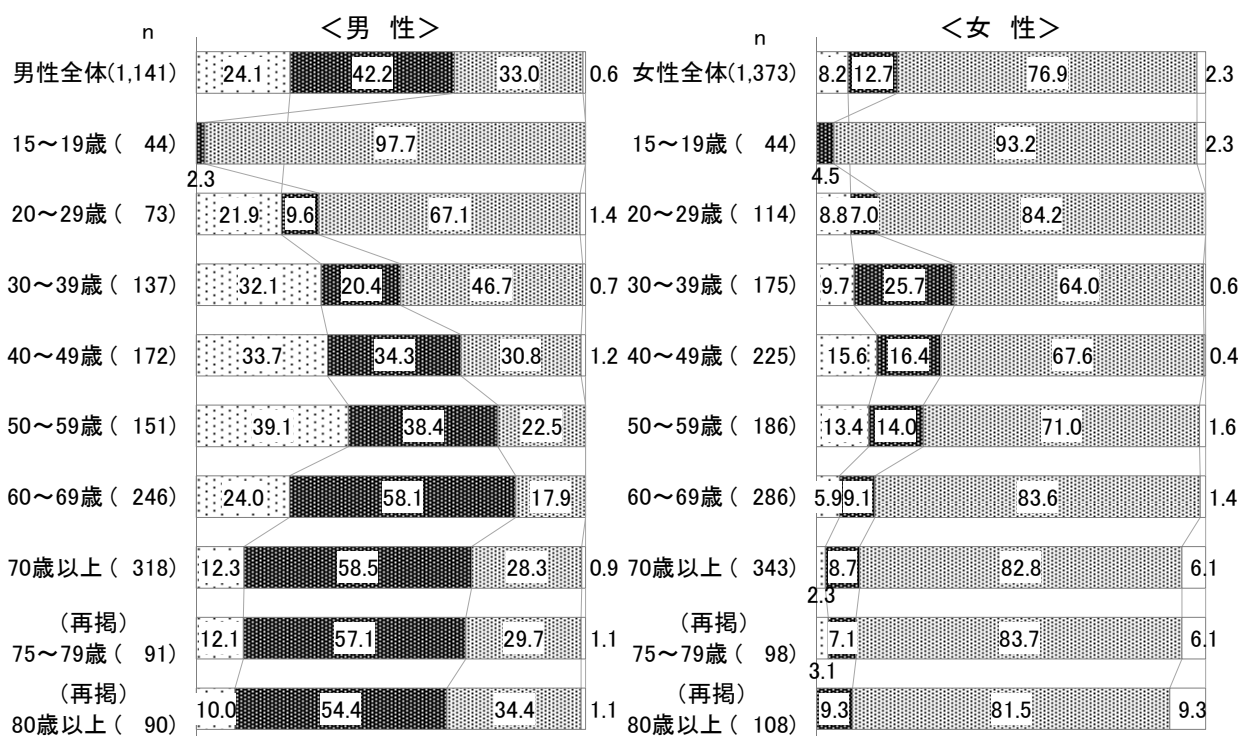 n ＜男 性＞
男性全体(1,141) 24.1 42.2 33.0 0.6
15～19歳 ( 44) 97.7
2.3
20～29歳 ( 73) 21.9 9.6 67.1 1.4
30～39歳 ( 137) 32.1 20.4 46.7 0.7
40～49歳 ( 172) 33.7 34.3 30.8 1.2
50～59歳 ( 151) 39.1 38.4 22.5
60～69歳 ( 246) 24.0 58.1 17.9
70歳以上 ( 318) 12.3 58.5 28.3 0.9
（再掲）
75～79歳 ( 91) 12.1 57.1 29.7 1.1
（再掲）
80歳以上 ( 90) 10.0 54.4 34.4 1.1
n ＜女 性＞
女性全体(1,373) 8.2 12.7 76.9 2.3
15～19歳 ( 44) 93.2 2.3
4.5
20～29歳 ( 114) 8.8 7.0 84.2
30～39歳 ( 175) 9.7 25.7 64.0 0.6
40～49歳 ( 225) 15.6 16.4 67.6 0.4
50～59歳 ( 186) 13.4 14.0 71.0 1.6
60～69歳 ( 286) 5.9 9.1 83.6 1.4
70歳以上 ( 343) 8.7 82.8 6.1
2.3
（再掲）
75～79歳 ( 98) 7.1 83.7 6.1
3.1
（再掲）
80歳以上 ( 108) 9.3 81.5 9.3